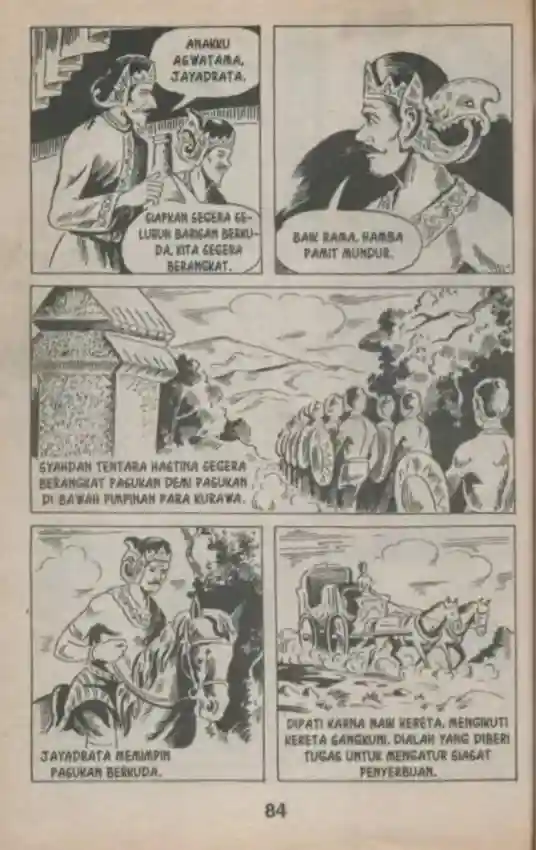 ANAKKU
ASWATAMA,
JAYADRATA.
SIAPKAN SEGERA SE-
LURUH BARISAN BERKU-
DA, KITA SEGERA
BERANGKAT.
BAIK RAMA, HAMBA
PAMIT MUNDUR.
SYAHDAN TENTARA HASTINA SEGERA
BERANGKAT PASUKAN DEMI PASUKAN
DI BAWAH PIMPINAN PARA KURAWA.
JAYADRATA MEMIMPIN
PASUKAN BERKUDA.
DIPATI KARNA NAIK KERETA, MENGIKUTI
KERETA SANGKUNI. DIALAH YANG DIBERI
TUGAS UNTUK MENGATUR SIASAT
PENYERBUAN.
84